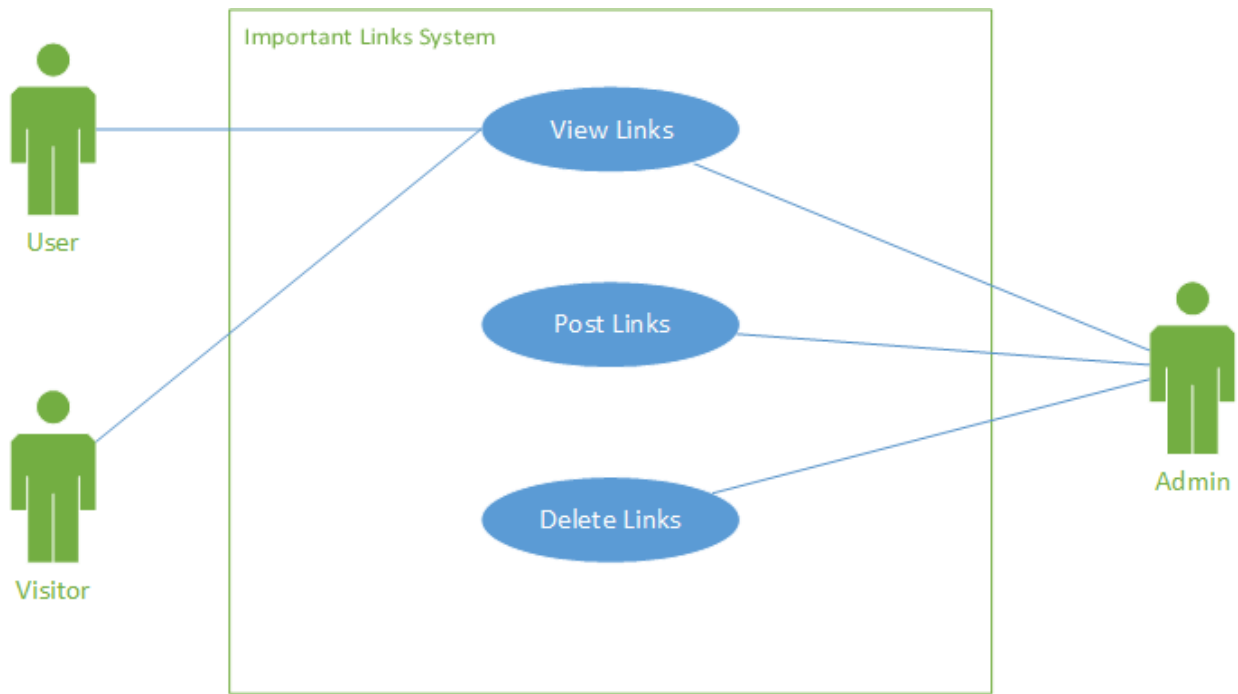 Important Links System
View Links
User
Post Links
Admin
Delete Links
Visitor